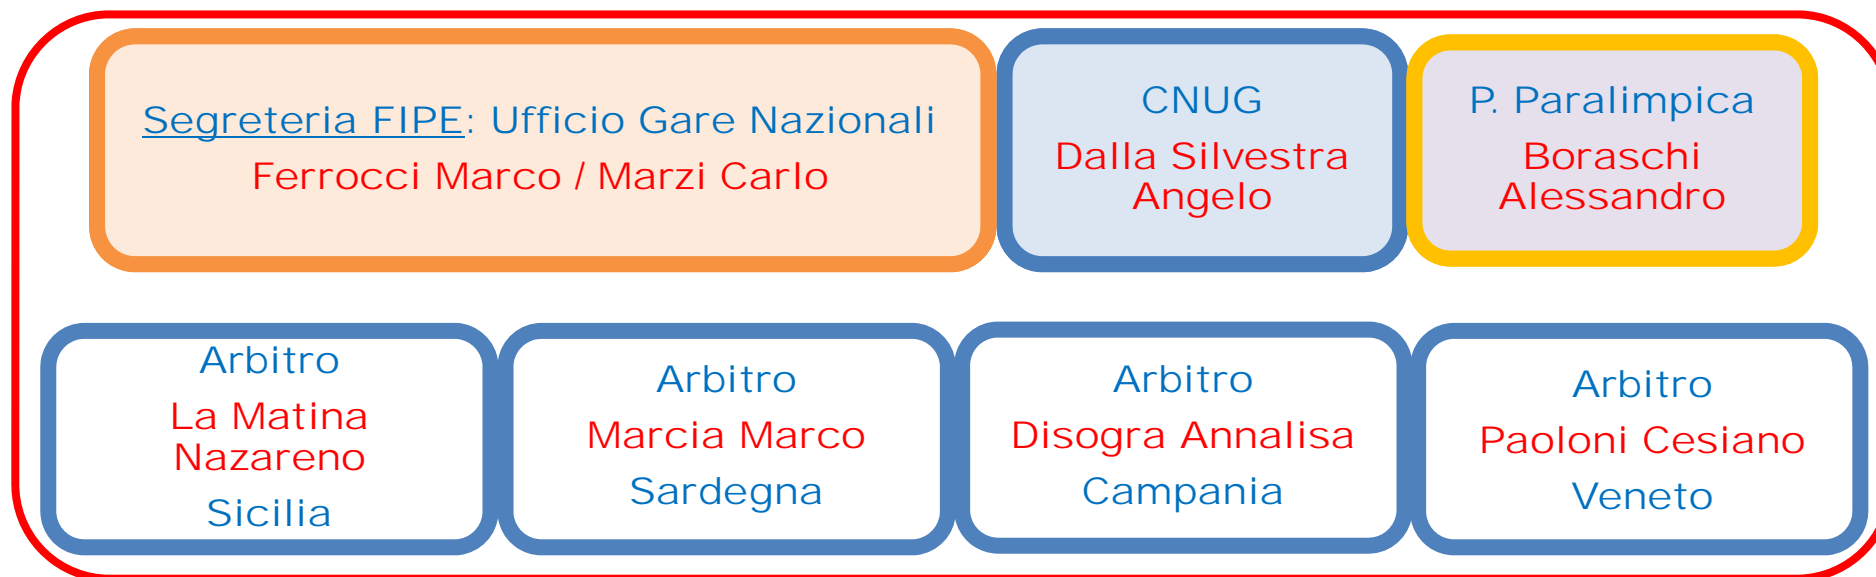 Segreteria FIPE: Ufficio Gare Nazionali
Ferrocci Marco / Marzi Carlo
CNUG
Dalla Silvestra
Angelo
P. Paralimpica
Boraschi
Alessandro
Arbitro
La Matina
Nazareno
Sicilia
Arbitro
Marcia Marco
Sardegna
Arbitro
Disogra Annalisa
Campania
Arbitro
Paoloni Cesiano
Veneto